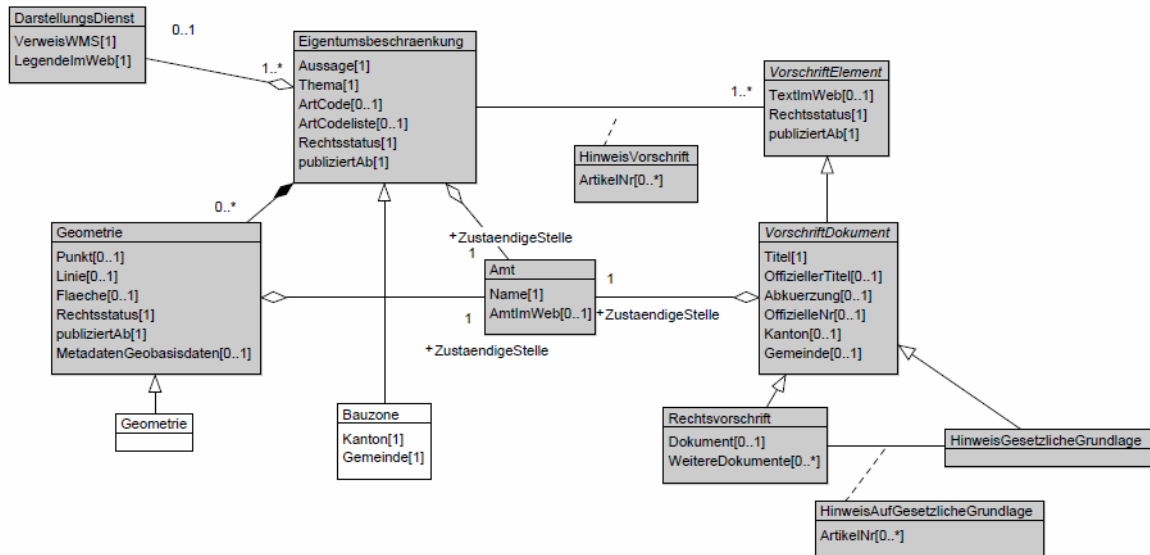 DarstellungsDienst
VerweisWMS[1]
LegendeImWeb[1]
0..1
1..*
Eigentumsbeschraenkung
Aussage[1]
Thema[1]
ArtCode[0..1]
ArtCodeliste[0..1]
Rechtsstatus[1]
publiziertAb[1]
1..*
VorschriftElement
TextImWeb[0..1]
Rechtsstatus[1]
publiziertAb[1]
HinweisVorschrift
ArtikelNr[0..*]
0..*
Geometrie
Punkt[0..1]
Linie[0..1]
Flaeche[0..1]
Rechtsstatus[1]
publiziertAb[1]
MetadatenGeobasisdaten[0..1]
+ZustaendigeStelle
1
Amt
Name[1]
AmtImWeb[0..1]
1
+ZustaendigeStelle
1
+ZustaendigeStelle
VorschriftDokument
Titel[1]
OffiziellerTitel[0..1]
Abkuerzung[0..1]
OffizielleNr[0..1]
Kanton[0..1]
Gemeinde[0..1]
Geometrie
Bauzone
Kanton[1]
Gemeinde[1]
Rechtsvorschrift
Dokument[0..1]
WeitereDokumente[0..*]
HinweisGesetzlicheGrundlage
HinweisAufGesetzlicheGrundlage
ArtikelNr[0..*]